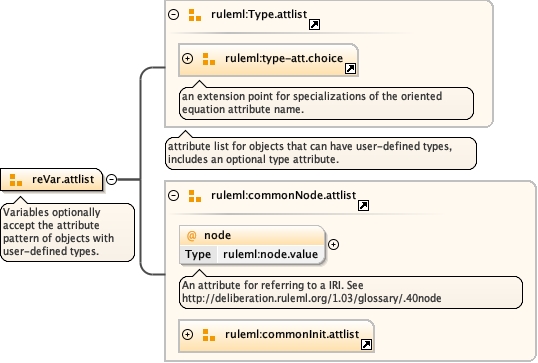 ruleml:Type.attlist
ruleml:type-att.choice
an extension point for specializations of the oriented
equation attribute name.
attribute list for objects that can have user-defined types,
includes an optional type attribute.
reVar.attlist
Variables optionally
accept the attribute
pattern of objects with
user-defined types.
ruleml:commonNode.attlist
@ node
Type ruleml:node.value
An attribute for referring to a IRI. See
http://deliberation.ruleml.org/1.03/glossary/.40node
ruleml:commonInit.attlist